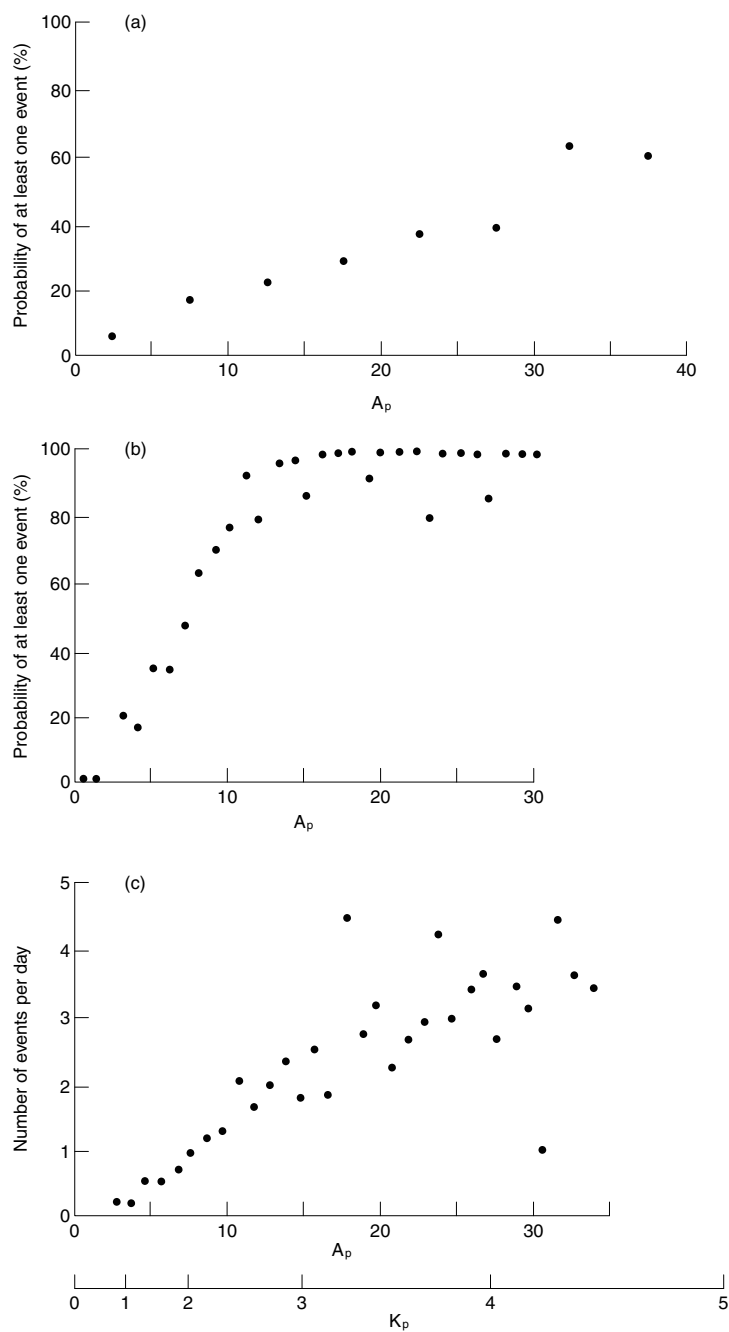 (a)
Probability of at least one event (%)
100
80
60
40
20
0
0 10 20 30 40
Ap
(b)
Probability of at least one event (%)
100
80
60
40
20
0
0 10 20 30
Ap
(c)
Number of events per day
5
4
3
2
1
0
0 10 20 30
Ap
0 1 2 3 4 5
Kp